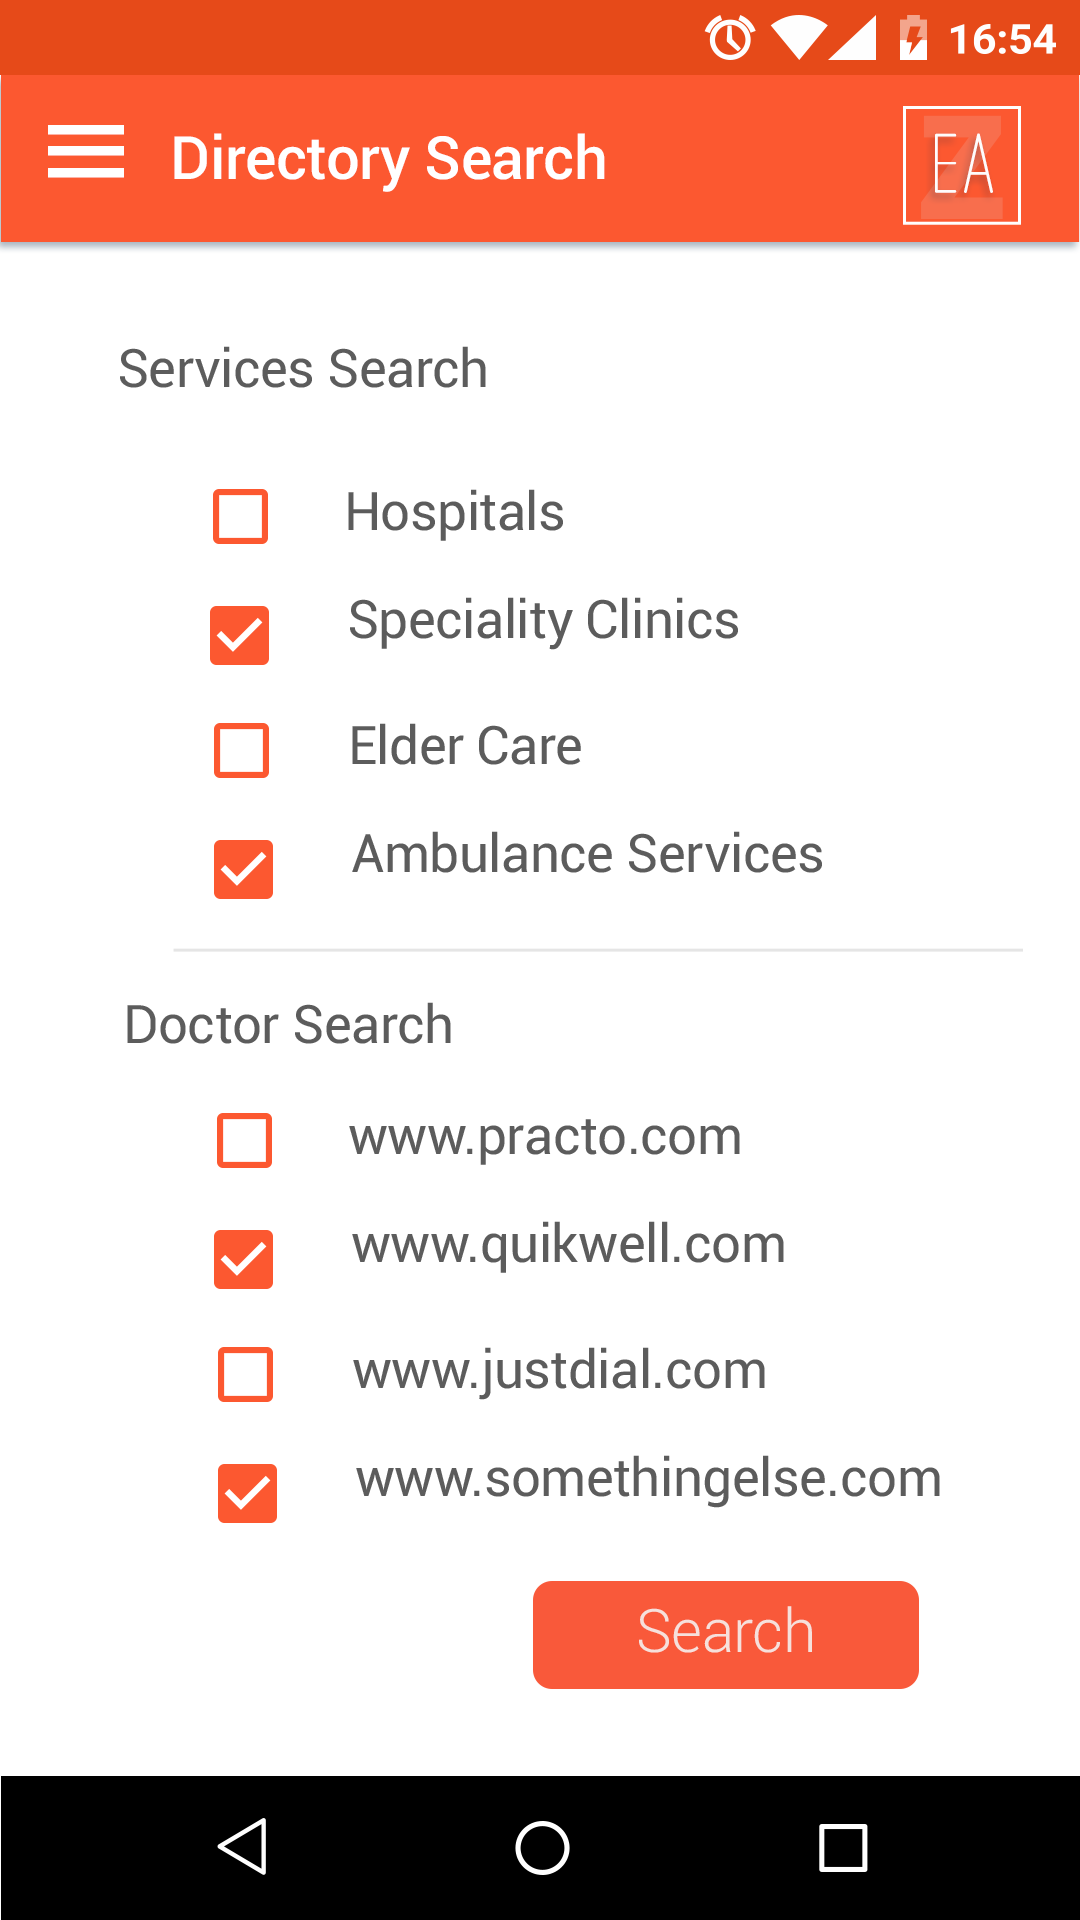 16:54
Directory Search
EA
Services Search
Hospitals
Speciality Clinics
Elder Care
Ambulance Services
Doctor Search
www.practo.com
www.quikwell.com
www.justdial.com
www.somethingelse.com
Search